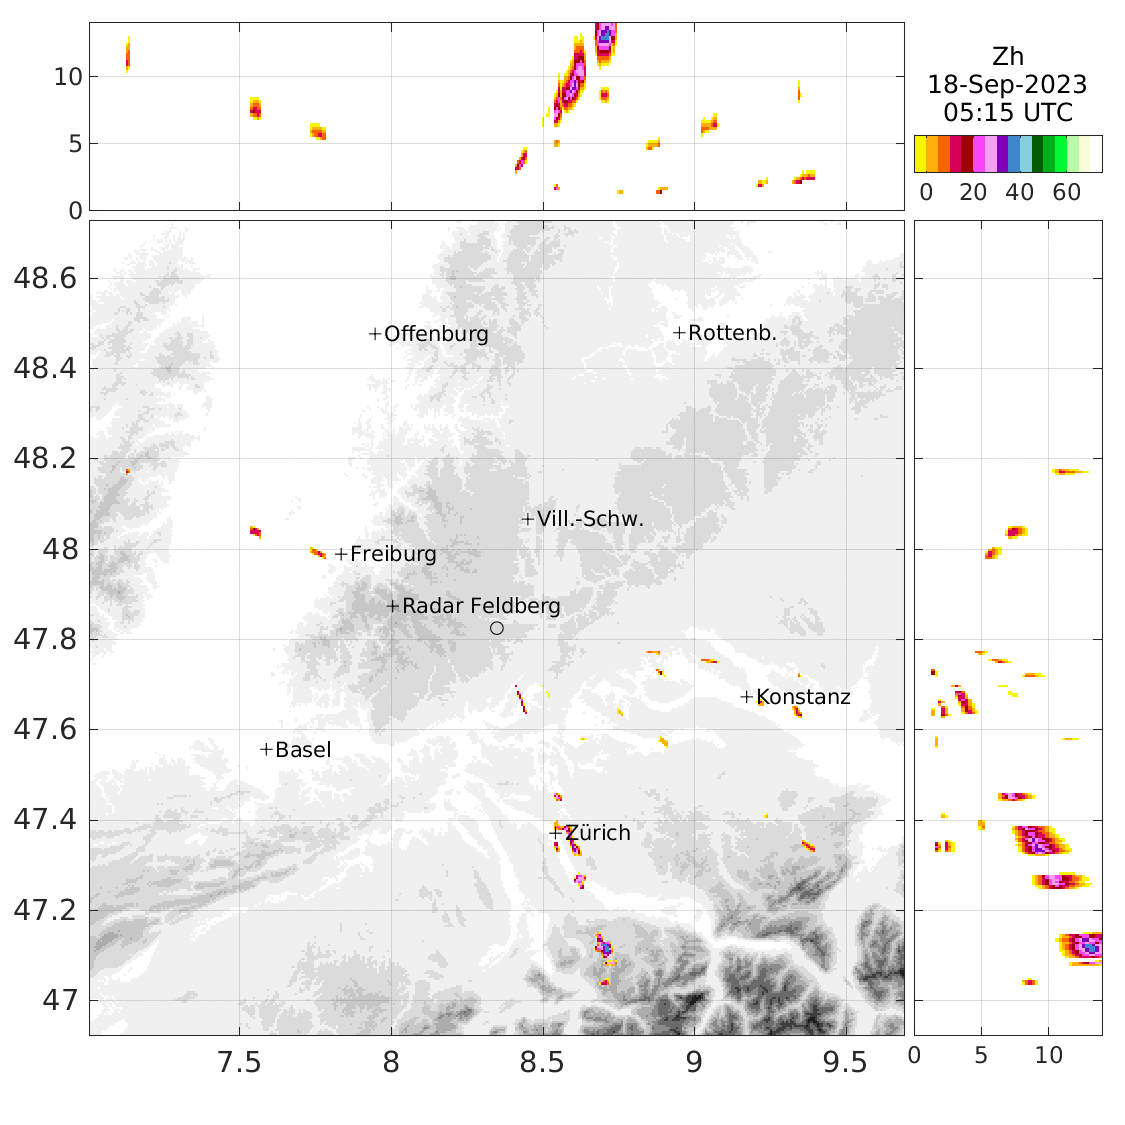 Zh
18-Sep-2023
05:15 UTC
0 20 40 60
10
5
0
48.6
48.4
48.2
48
47.8
47.6
47.4
47.2
47
+Offenburg
+Rottenb.
+Vill.-Schw.
+Freiburg
+Radar Feldberg
+Konstanz
+Basel
+Zürich
7.5 8 8.5 9 9.5
0 5 10